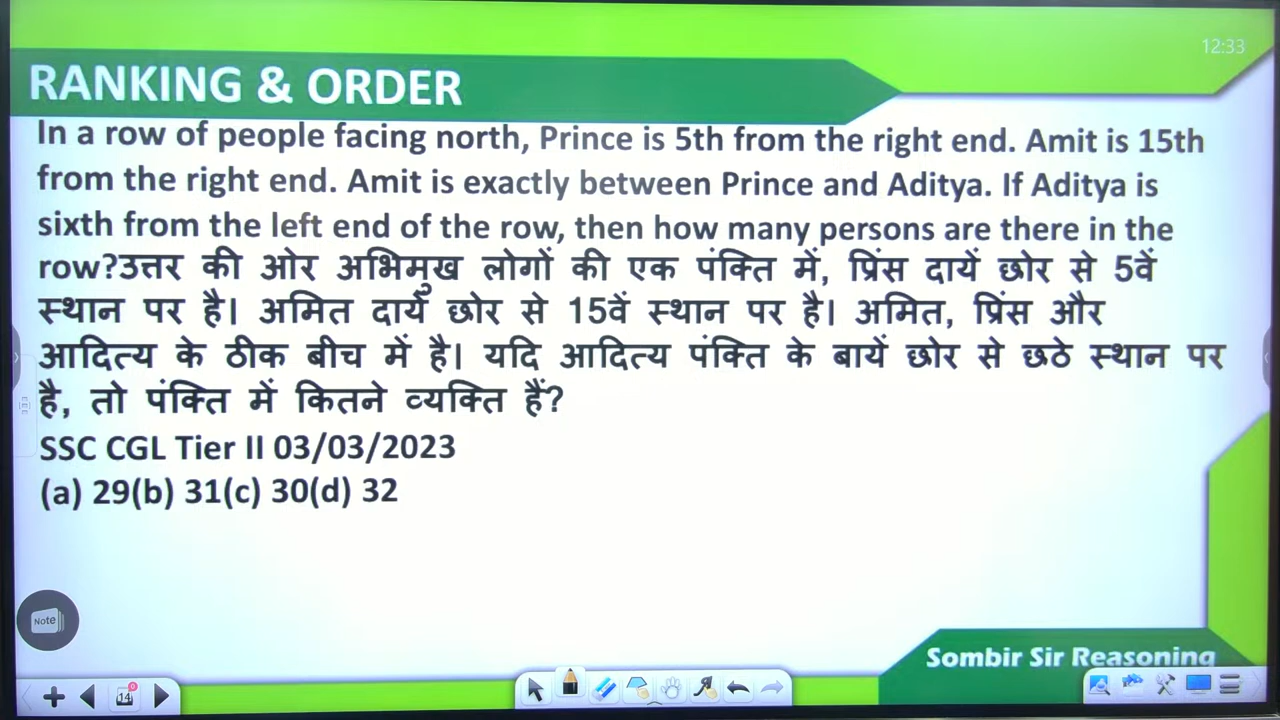 12:33
RANKING & ORDER
In a row of people facing north, Prince is 5th from the right end. Amit is 15th
from the right end. Amit is exactly between Prince and Aditya. If Aditya is
sixth from the left end of the row, then how many persons are there in the
row?उत्तर की ओर अभिमुख लोगों की एक पंक्ति में, प्रिंस दायें छोर से 5वें
स्थान पर है। अमित दायें छोर से 15वें स्थान पर है। अमित, प्रिंस और
आदित्य के ठीक बीच में है। यदि आदित्य पंक्ति के बायें छोर से छठे स्थान पर
है, तो पंक्ति में कितने व्यक्ति हैं?
SSC CGL Tier II 03/03/2023
(a) 29(b) 31(c) 30(d) 32
Note
Sombir Sir Reasoning
14
0